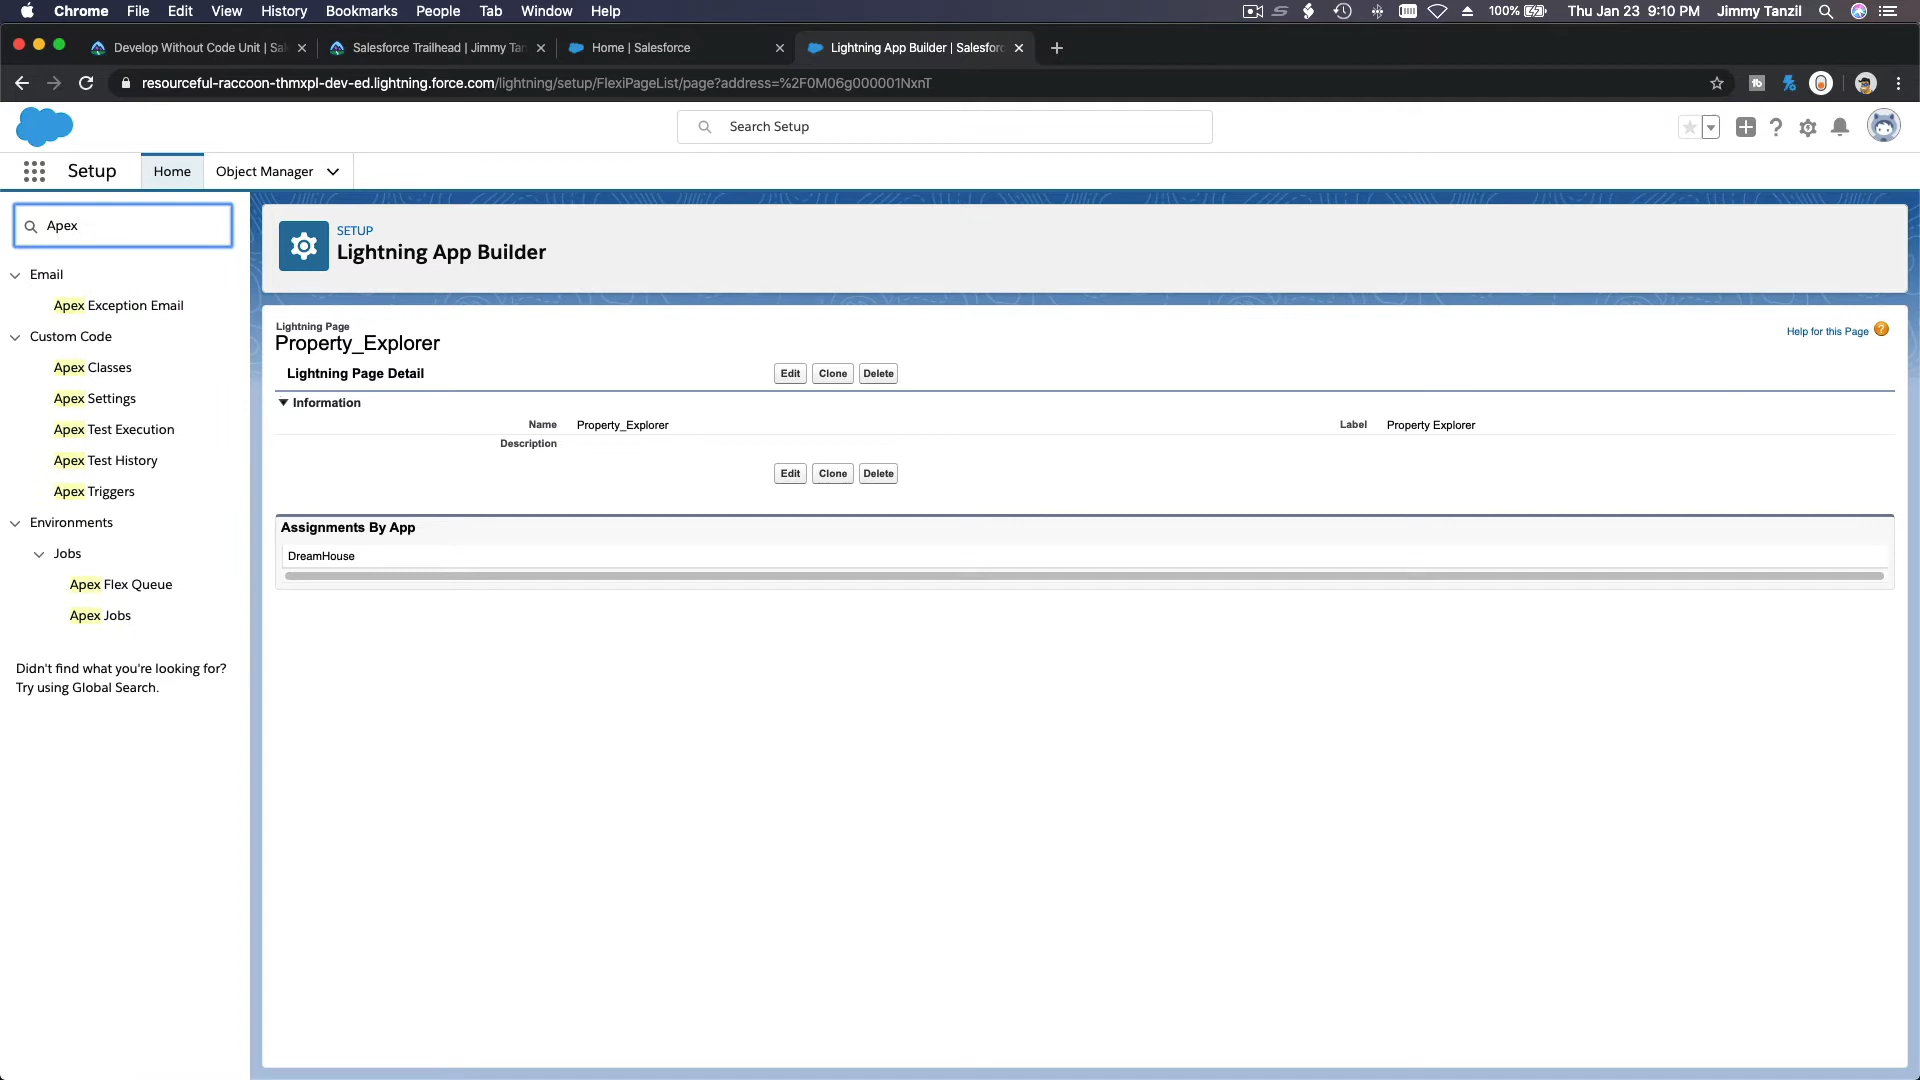 Chrome File Edit View History Bookmarks People Tab Window Help 100% Thu Jan 23 9:10 PM Jimmy Tanzil
Develop Without Code Unit | Sal
Salesforce Trailhead | Jimmy Tan
Home | Salesforce
Lightning App Builder | Salesforc
resourceful-raccoon-thmxpl-dev-ed.lightning.force.com/lightning/setup/FlexiPageList/page?address=%2F0M06g000001NxnT
Search Setup
Setup
Home
Object Manager
Apex
Email
Apex Exception Email
Custom Code
Apex Classes
Apex Settings
Apex Test Execution
Apex Test History
Apex Triggers
Environments
Jobs
Apex Flex Queue
Apex Jobs
Didn't find what you're looking for?
Try using Global Search.
SETUP
Lightning App Builder
Lightning Page
Property_Explorer
Help for this Page ?
Lightning Page Detail
Edit Clone Delete
Information
Name Property_Explorer Label Property Explorer
Description
Edit Clone Delete
Assignments By App
DreamHouse